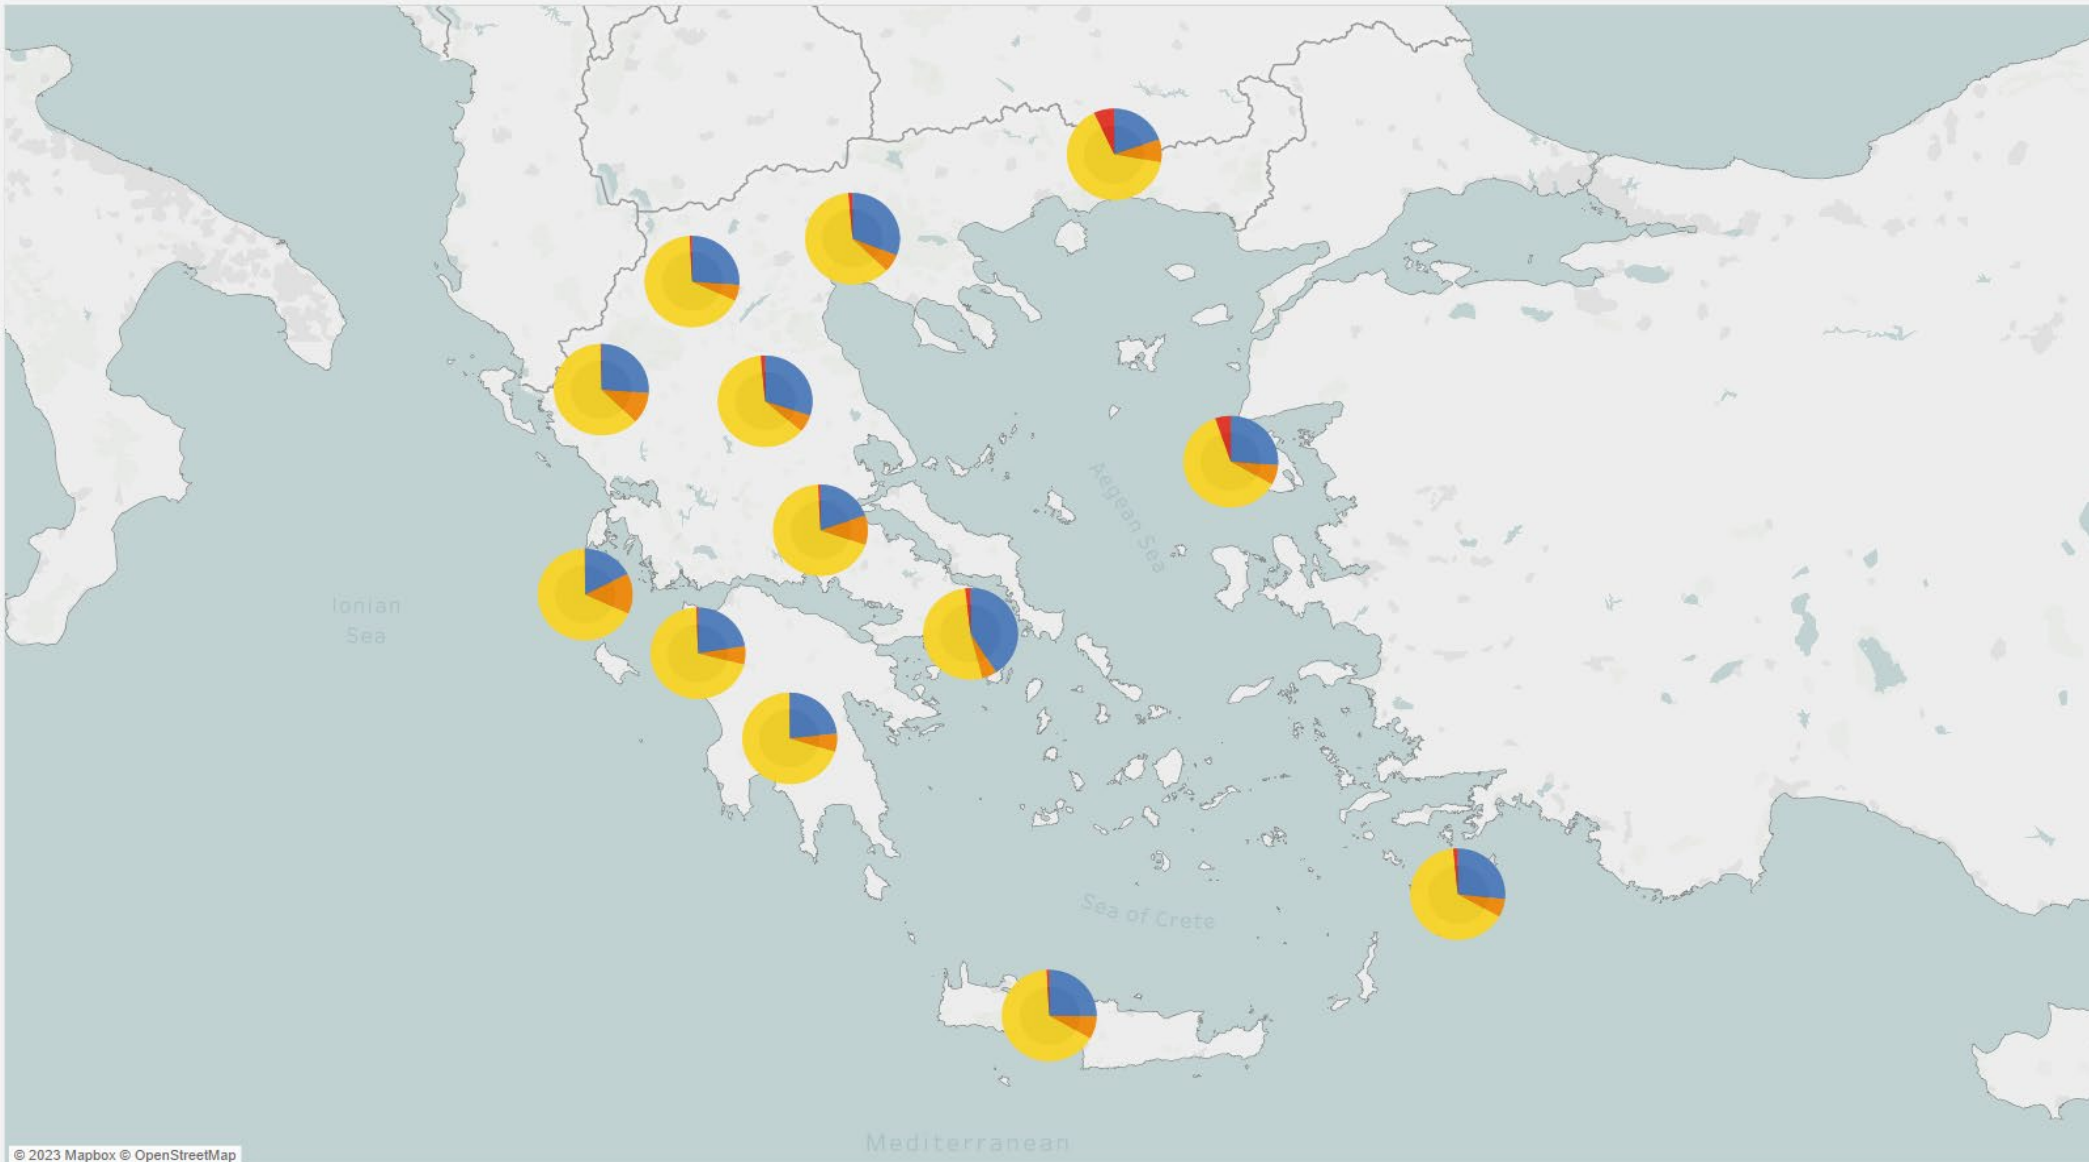 Aegean Sea
Ionian
Sea
Sea of Crete
Mediterranean
© 2023 Mapbox © OpenStreetMap